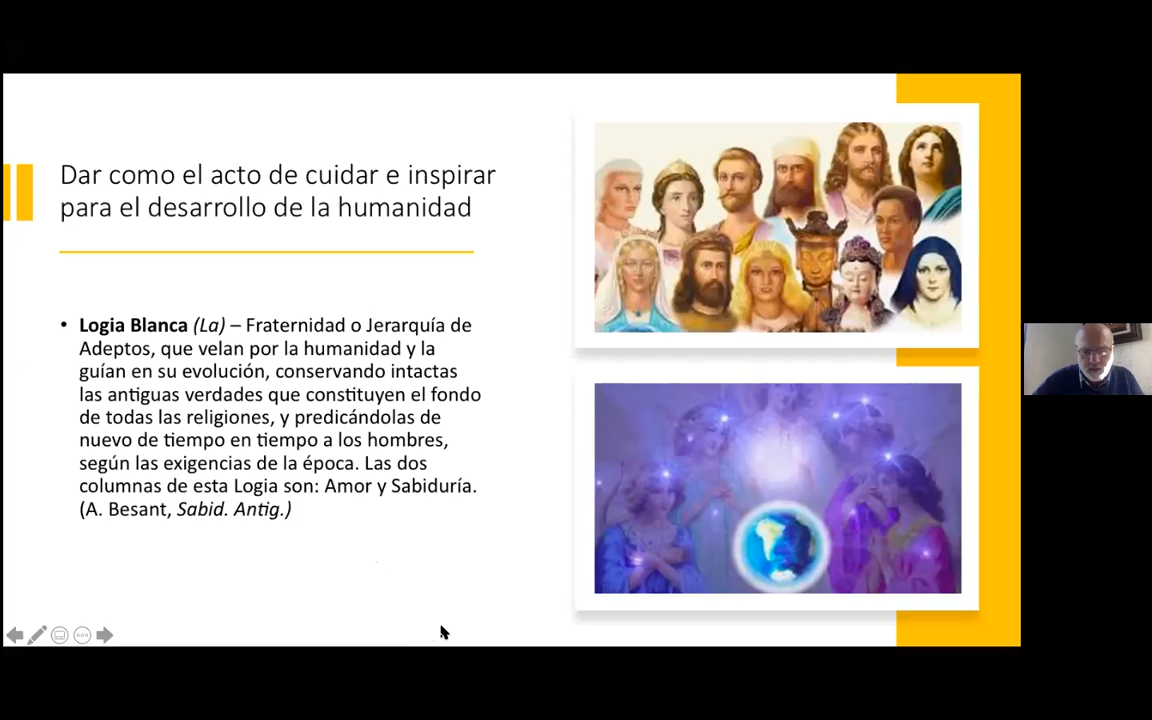 Dar como el acto de cuidar e inspirar
para el desarrollo de la humanidad
• Logia Blanca (La) – Fraternidad o Jerarquía de
Adeptos, que velan por la humanidad y la
guían en su evolución, conservando intactas
las antiguas verdades que constituyen el fondo
de todas las religiones, y predicándolas de
nuevo de tiempo en tiempo a los hombres,
según las exigencias de la época. Las dos
columnas de esta Logia son: Amor y Sabiduría.
(A. Besant, Sabid. Antig.)